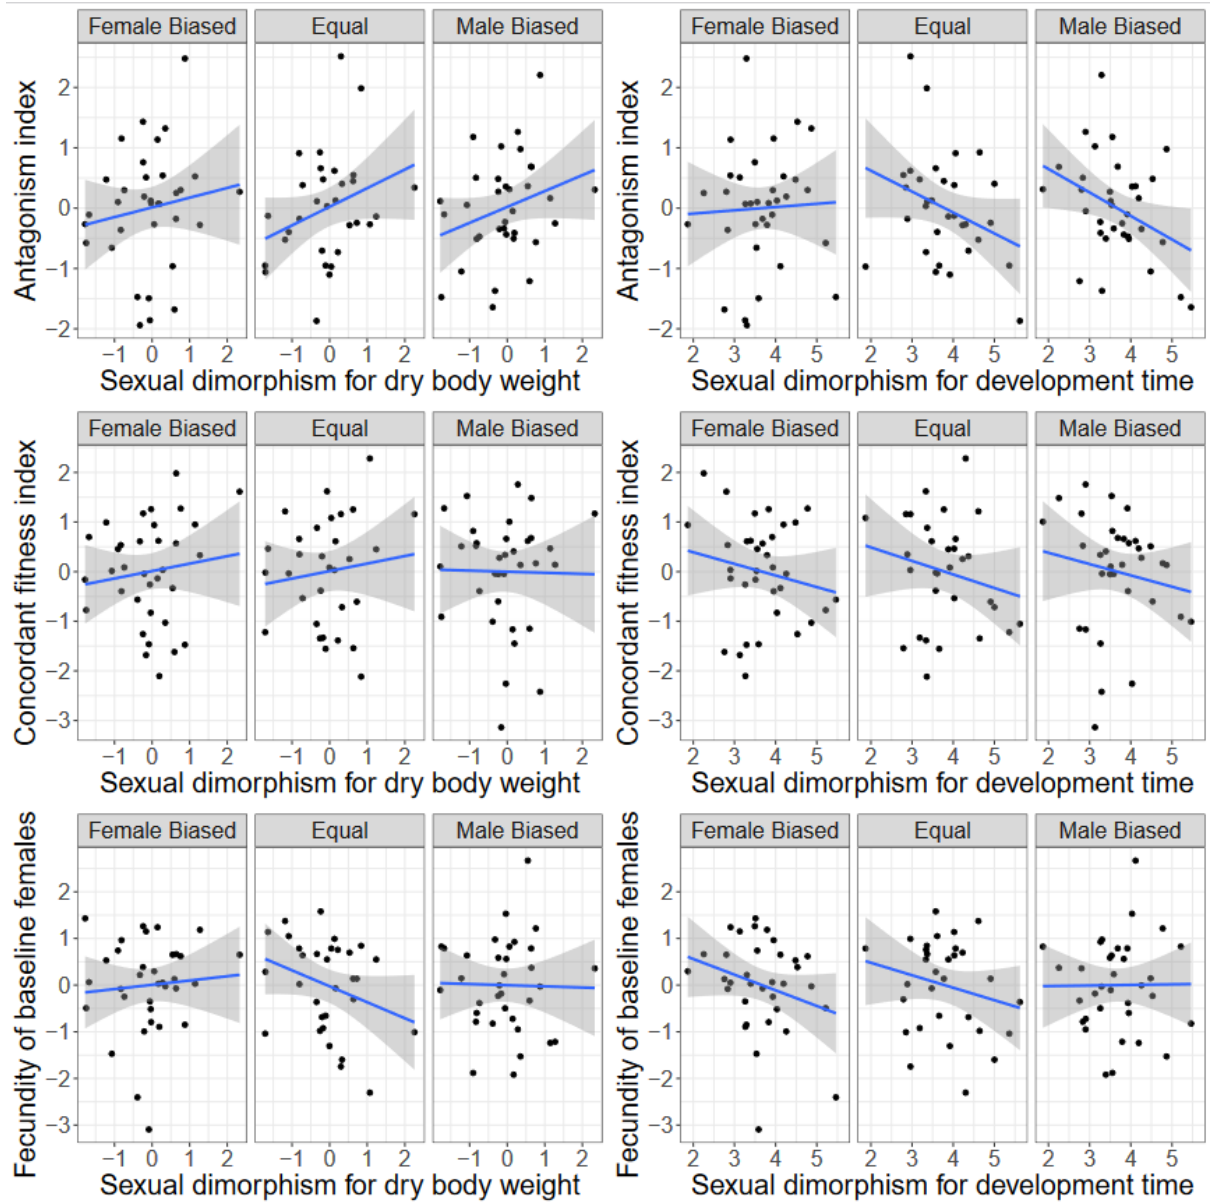 Female Biased Equal Male Biased Female Biased Equal Male Biased
Antagonism index
2
1
0
−1
−2
−1 0 1 2 −1 0 1 2 −1 0 1 2
Sexual dimorphism for dry body weight
Antagonism index
2
1
0
−1
−2
2 3 4 5 2 3 4 5 2 3 4 5
Sexual dimorphism for development time
Female Biased Equal Male Biased Female Biased Equal Male Biased
Concordant fitness index
2
1
0
−1
−2
−3
−1 0 1 2 −1 0 1 2 −1 0 1 2
Sexual dimorphism for dry body weight
Concordant fitness index
2
1
0
−1
−2
−3
2 3 4 5 2 3 4 5 2 3 4 5
Sexual dimorphism for development time
Female Biased Equal Male Biased Female Biased Equal Male Biased
Fecundity of baseline females
2
1
0
−1
−2
−3
−1 0 1 2 −1 0 1 2 −1 0 1 2
Sexual dimorphism for dry body weight
Fecundity of baseline females
2
1
0
−1
−2
−3
2 3 4 5 2 3 4 5 2 3 4 5
Sexual dimorphism for development time